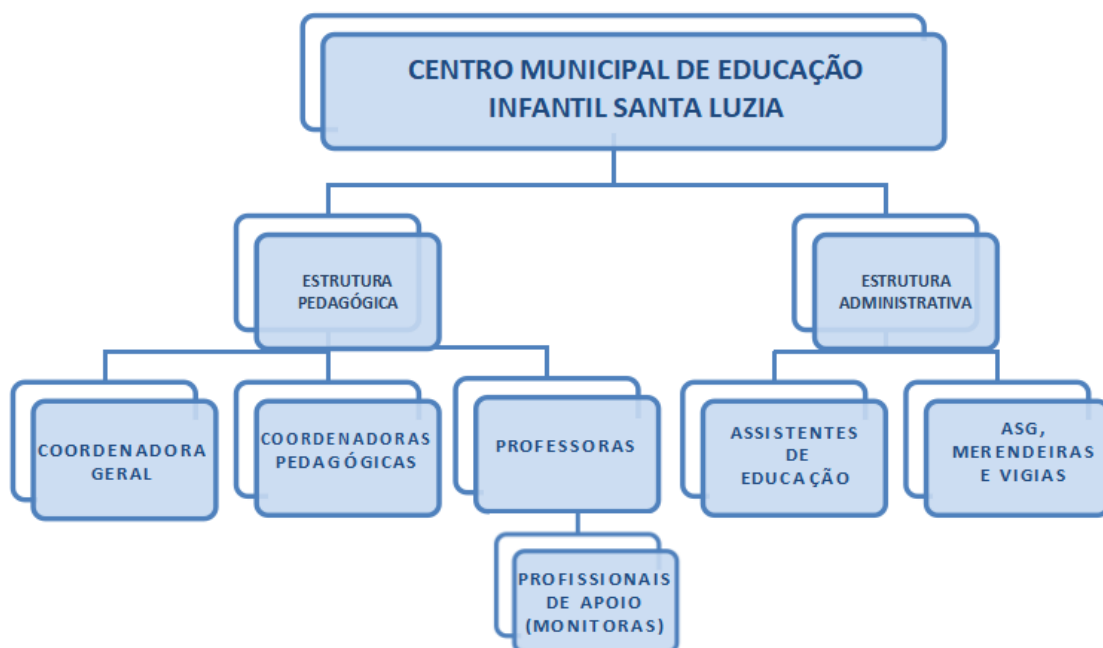 CENTRO MUNICIPAL DE EDUCAÇÃO
INFANTIL SANTA LUZIA
ESTRUTURA
PEDAGÓGICA
ESTRUTURA
ADMINISTRATIVA
COORDENADORA
GERAL
COORDENADORAS
PEDAGÓGICAS
PROFESSORAS
ASSISTENTES
DE
EDUCAÇÃO
ASG,
MERENDEIRAS
E VIGIAS
PROFISSIONAIS
DE APOIO
(MONITORAS)